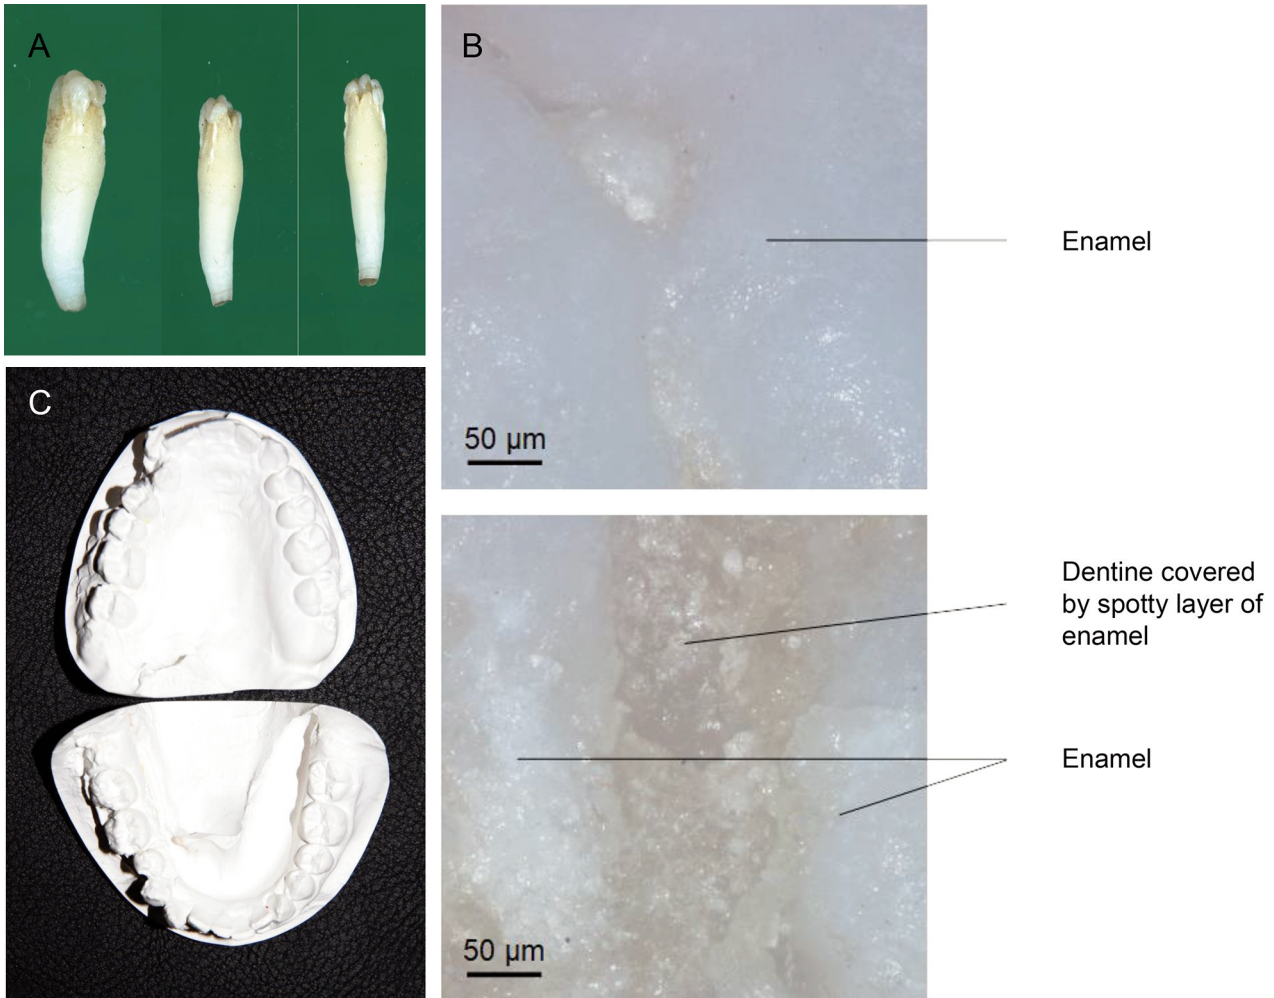 A
B
Enamel
50 µm
C
Dentine covered
by spotty layer of
enamel
Enamel
50 µm